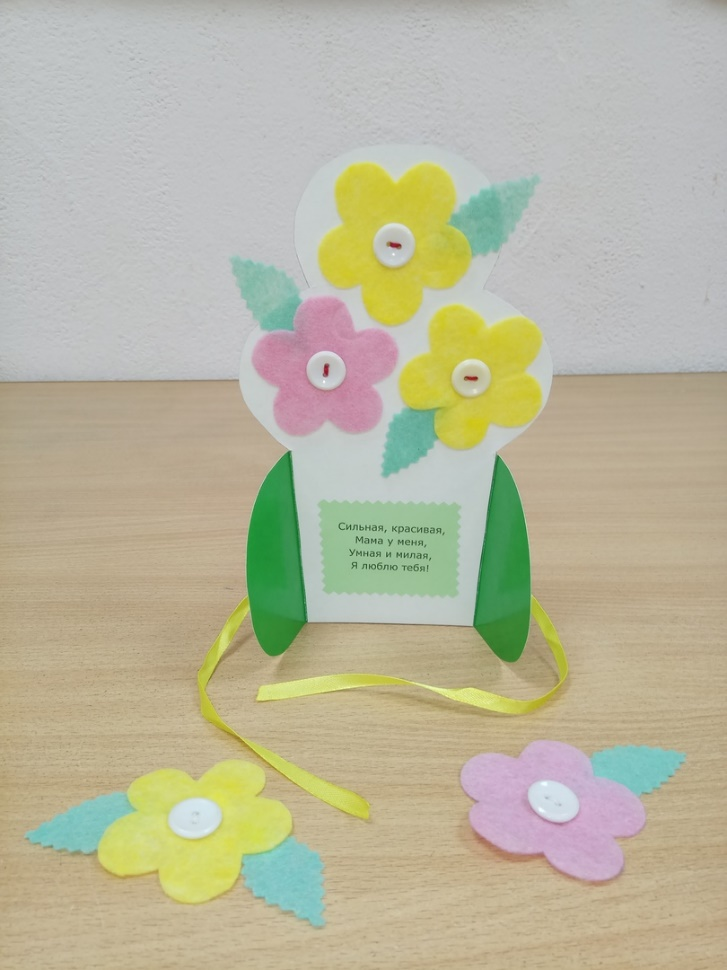 Сильная, красивая,
Мама у меня,
Умная и милая,
Я люблю тебя!